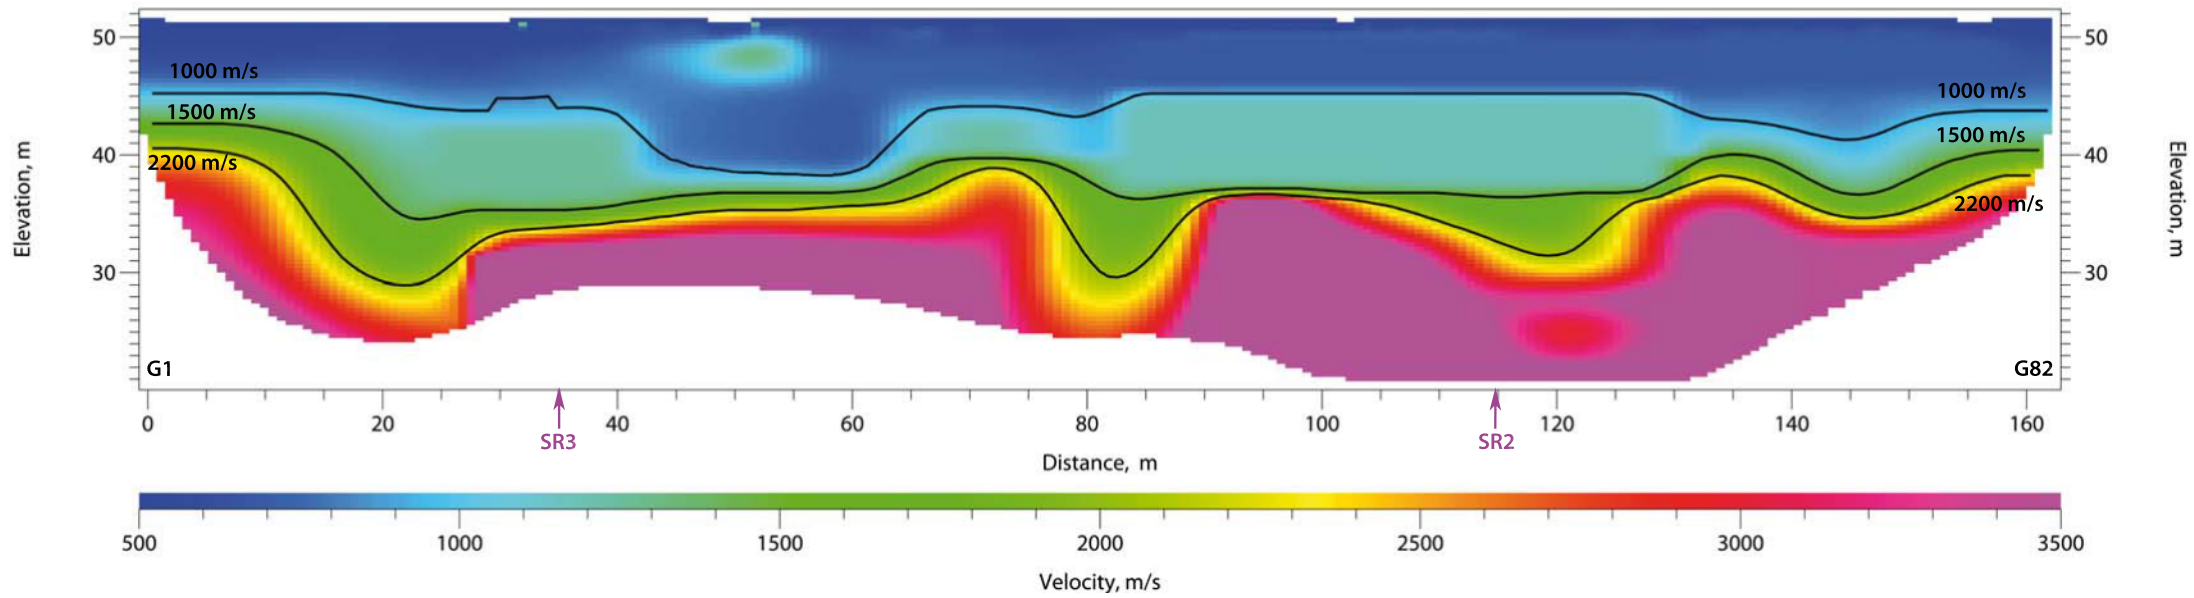 50
40
30
Elevation, m
1000 m/s
1500 m/s
2200 m/s
1000 m/s
1500 m/s
2200 m/s
50
40
30
Elevation, m
G1
G82
0 20 40 60 80 100 120 140 160
SR3 SR2
Distance, m
500 1000 1500 2000 2500 3000 3500
Velocity, m/s